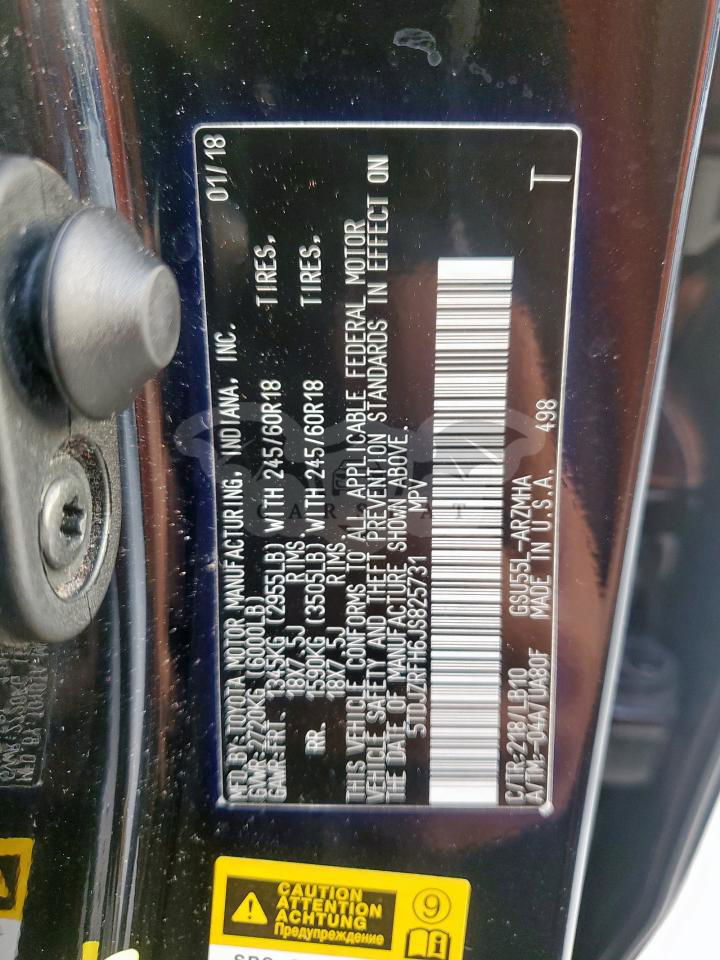 MFD.BY:TOYOTA MOTOR MANUFACTURING, INDIANA, INC. 01/18
GVWR:2720KG (6000LB)
GAWR:FRT. 1345KG (2955LB) WITH 245/60R18 TIRES,
18X7.5J RIMS,
RR. 1590KG (3505LB) WITH 245/60R18 TIRES,
18X7.5J RIMS.
THIS VEHICLE CONFORMS TO ALL APPLICABLE FEDERAL MOTOR
VEHICLE SAFETY AND THEFT PREVENTION STANDARDS IN EFFECT ON
THE DATE OF MANUFACTURE SHOWN ABOVE.
5TDJZRFH6JS825731 MPV
T
C/TR:218/LB10 GSU55L-ARZMHA
A/TM:-04A/UA80F MADE IN U.S.A. 498
CAUTION
ATTENTION
ACHTUNG
Предупреждение
9